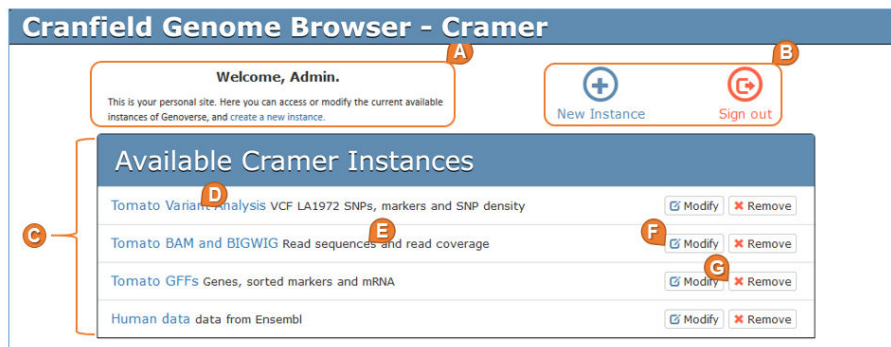 Cranfield Genome Browser - Cramer
A
B
Welcome, Admin.
This is your personal site. Here you can access or modify the current available
instances of Genoverse, and create a new instance.
New Instance
Sign out
C
Available Cramer Instances
D
Tomato Variant Analysis VCF LA1972 SNPs, markers and SNP density
Modify
Remove
E
F
Tomato BAM and BIGWIG Read sequences and read coverage
Modify
Remove
G
Tomato GFFs Genes, sorted markers and mRNA
Modify
Remove
Human data data from Ensembl
Modify
Remove